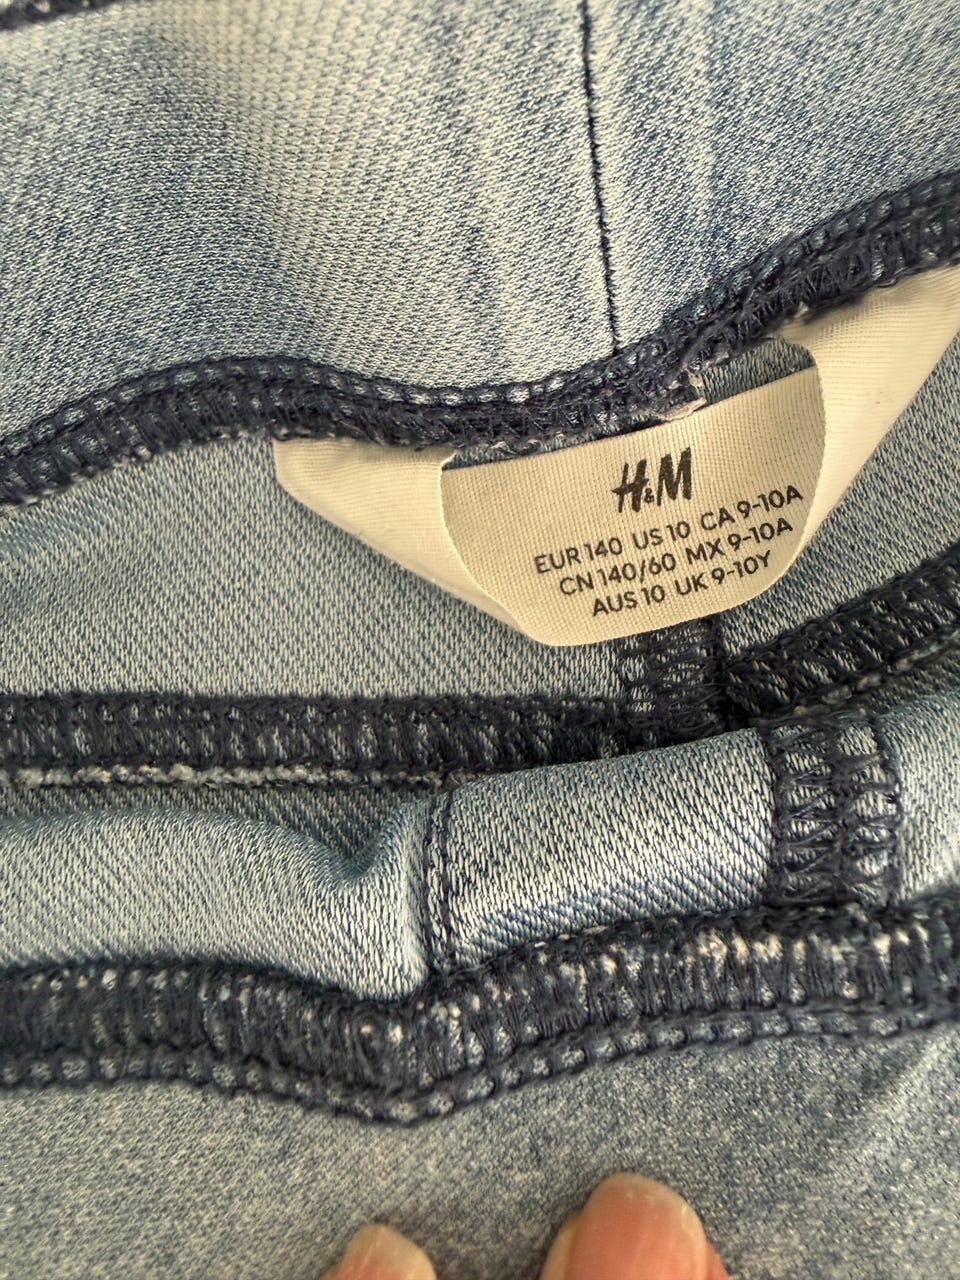 H&M
EUR 140 US 10 CA 9-10A
CN 140/60 MX 9-10A
AUS 10 UK 9-10Y